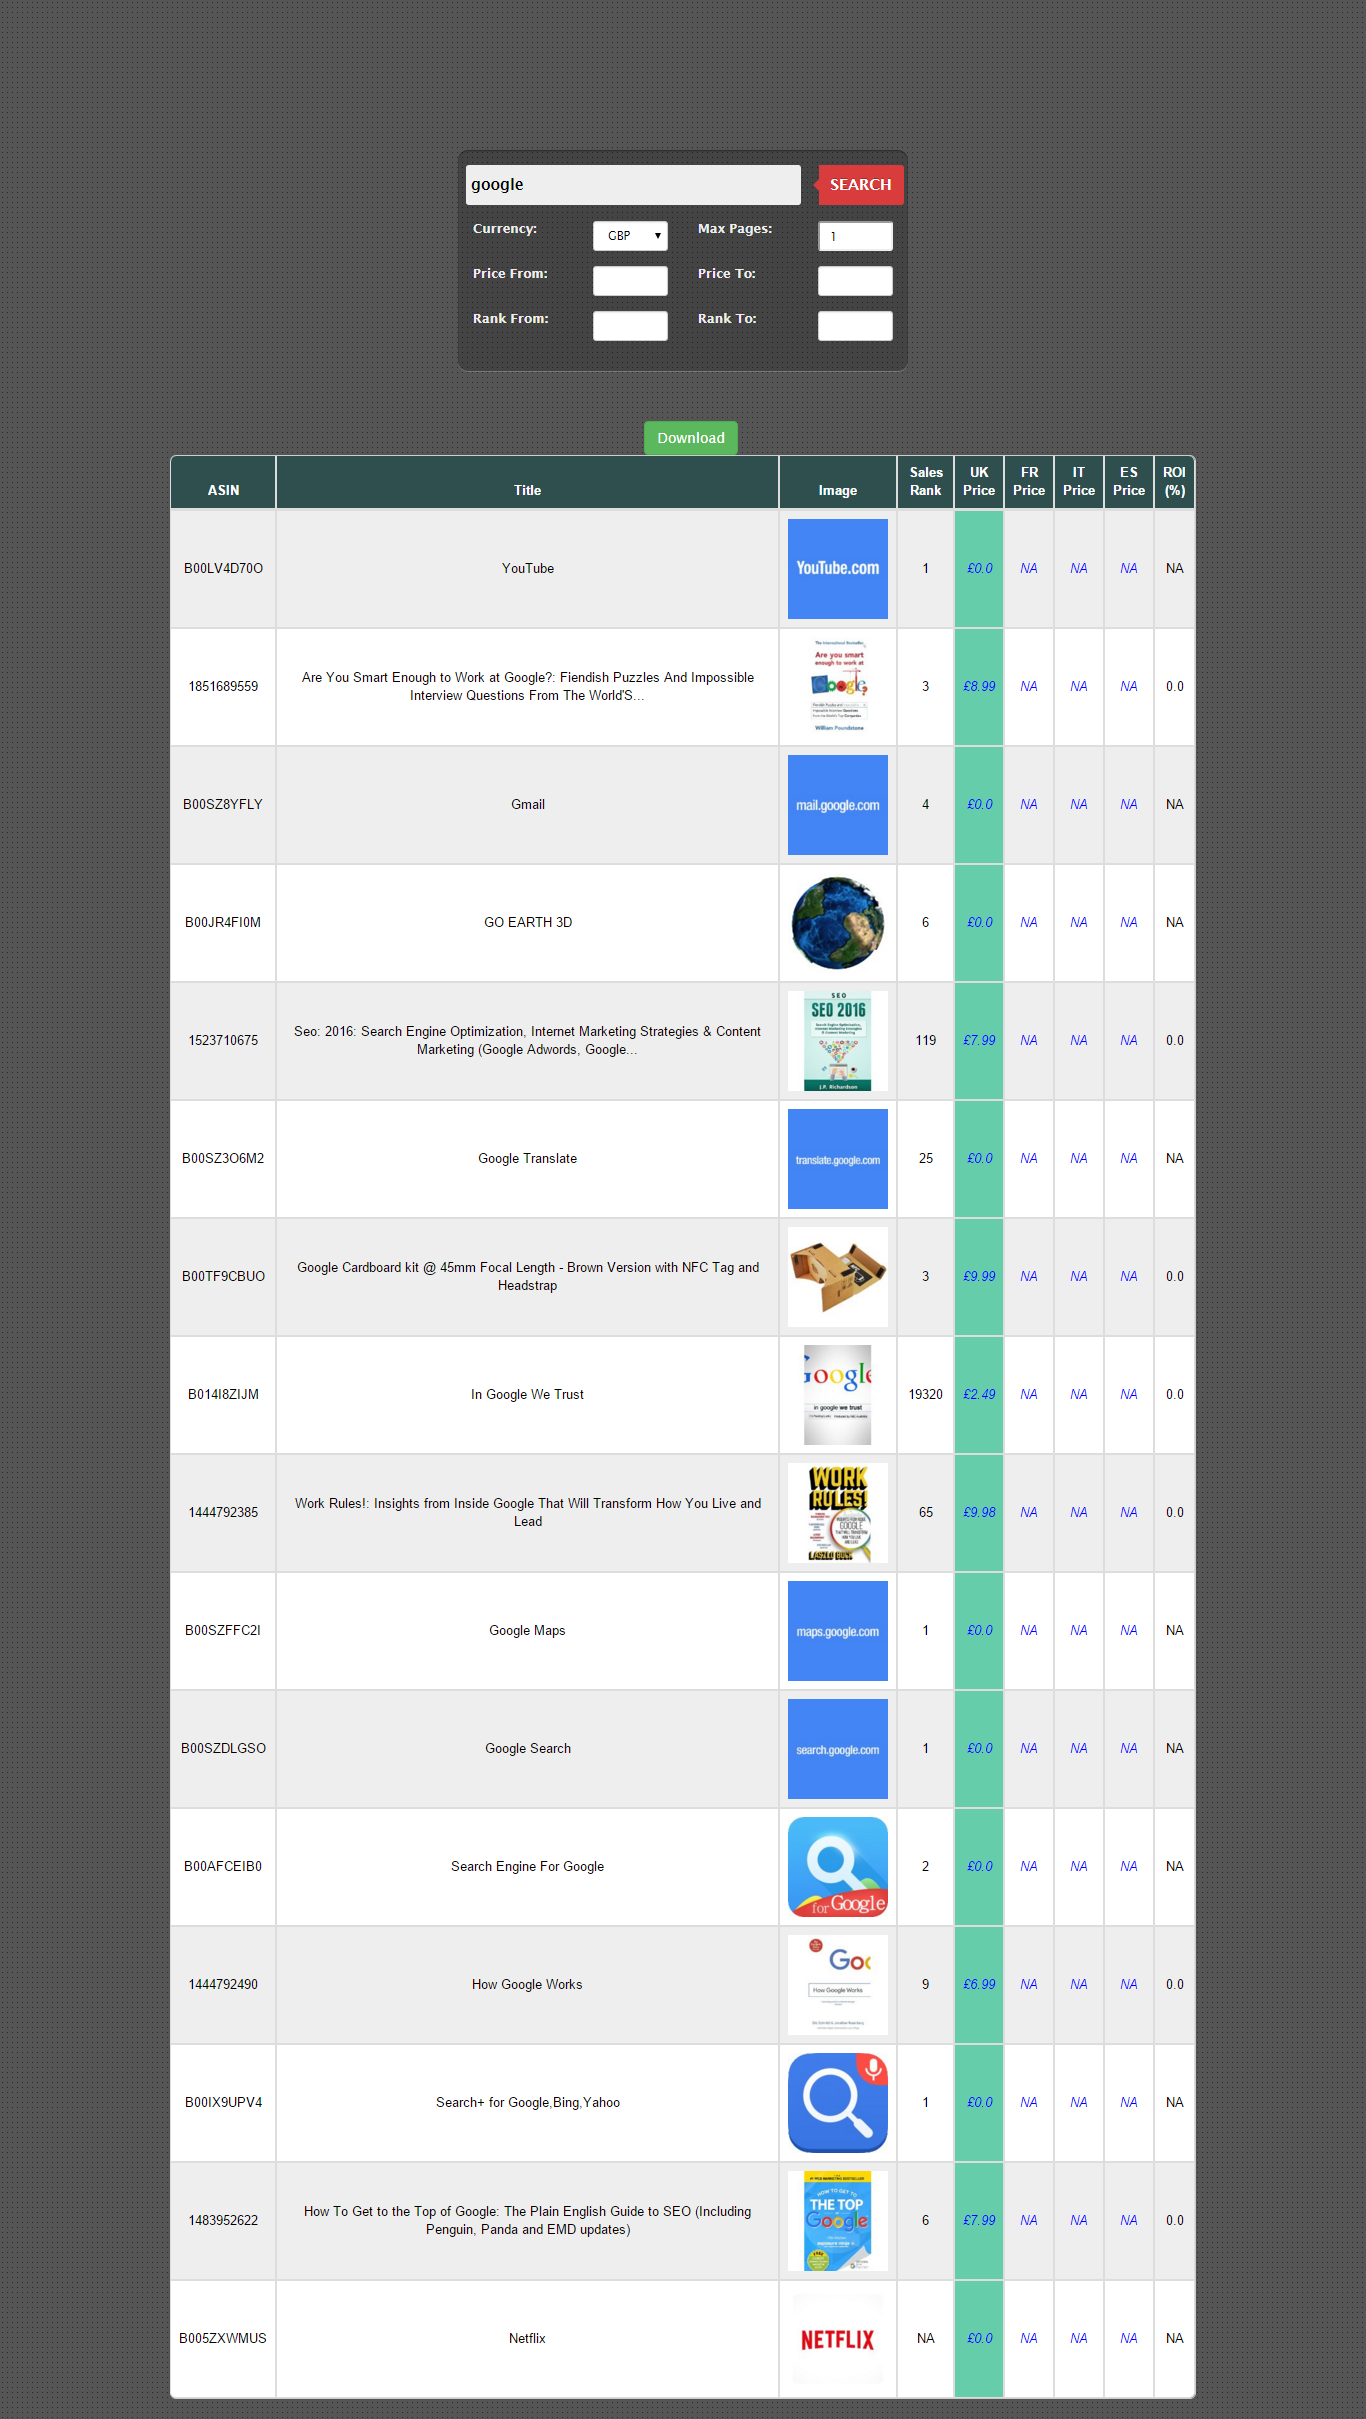 google
SEARCH
Currency: GBP Max Pages: 1
Price From: Price To:
Rank From: Rank To:
Download
ASIN Title Image Sales Rank UK Price FR Price IT Price ES Price ROI (%)
B00LV4D70O YouTube YouTube.com 1 £0.0 NA NA NA NA
1851689559 Are You Smart Enough to Work at Google?: Fiendish Puzzles And Impossible
Interview Questions From The World'S...
Are you smart
enough to work at
Google?
William Poundstone
3 £8.99 NA NA NA 0.0
B00SZ8YFLY Gmail mail.google.com 4 £0.0 NA NA NA NA
B00JR4FI0M GO EARTH 3D 6 £0.0 NA NA NA NA
1523710675 Seo: 2016: Search Engine Optimization, Internet Marketing Strategies & Content
Marketing (Google Adwords, Google...
SEO
SEO 2016
J.P. Richardson
119 £7.99 NA NA NA 0.0
B00SZ3O6M2 Google Translate translate.google.com 25 £0.0 NA NA NA NA
B00TF9CBUO Google Cardboard kit @ 45mm Focal Length - Brown Version with NFC Tag and
Headstrap
3 £9.99 NA NA NA 0.0
B014I8ZIJM In Google We Trust
Google
in google we trust
19320 £2.49 NA NA NA 0.0
1444792385 Work Rules!: Insights from Inside Google That Will Transform How You Live and
Lead
WORK
RULES!
GOOGLE
LASZLO BOCK
65 £9.98 NA NA NA 0.0
B00SZFFC2I Google Maps maps.google.com 1 £0.0 NA NA NA NA
B00SZDLGSO Google Search search.google.com 1 £0.0 NA NA NA NA
B00AFCEIB0 Search Engine For Google for Google 2 £0.0 NA NA NA NA
1444792490 How Google Works
Goo
How Google Works
9 £6.99 NA NA NA 0.0
B00IX9UPV4 Search+ for Google,Bing,Yahoo 1 £0.0 NA NA NA NA
1483952622 How To Get to the Top of Google: The Plain English Guide to SEO (Including
Penguin, Panda and EMD updates)
HOW TO GET TO
THE TOP
OF
Google
FREE
6 £7.99 NA NA NA 0.0
B005ZXWMUS Netflix NETFLIX NA £0.0 NA NA NA NA